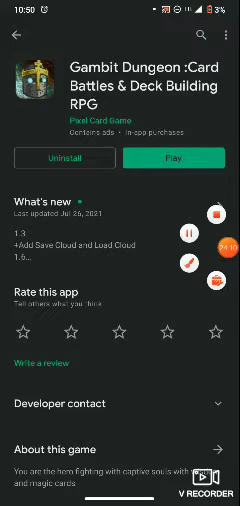 10:50
3%
Gambit Dungeon :Card
Battles & Deck Building
RPG
Pixel Card Game
Contains ads • In-app purchases
Uninstall
Play
What's new
Last updated Jul 26, 2021
1.3
+Add Save Cloud and Load Cloud
1.6...
24:10
Rate this app
Tell others what you think
Write a review
Developer contact
About this game
You are the hero fighting with captive souls with
and magic cards
V RECORDER